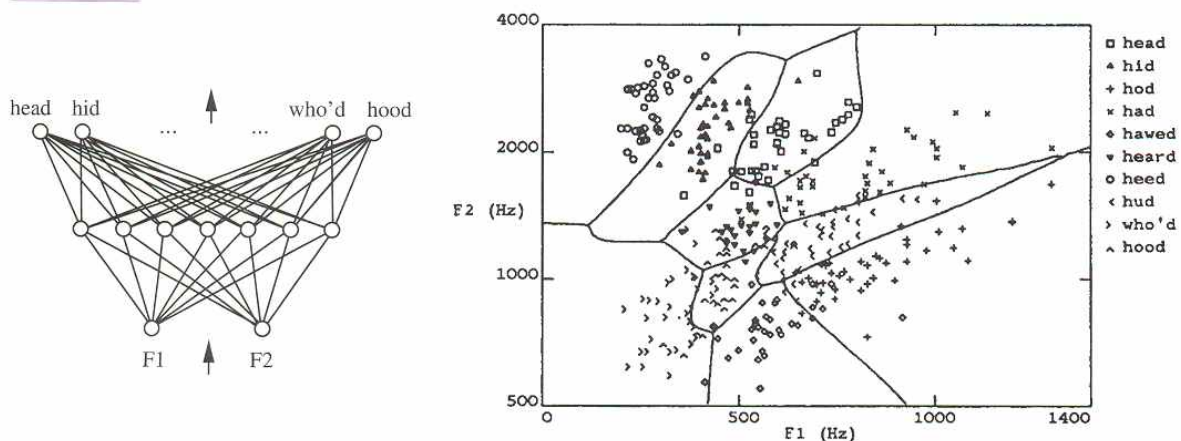 head hid ... ... who'd hood
F1 F2
4000
2000
F2 (Hz)
1000
500
0 500 1000 1400
F1 (Hz)
head
hid
hod
had
hawed
heard
heed
hud
who'd
hood